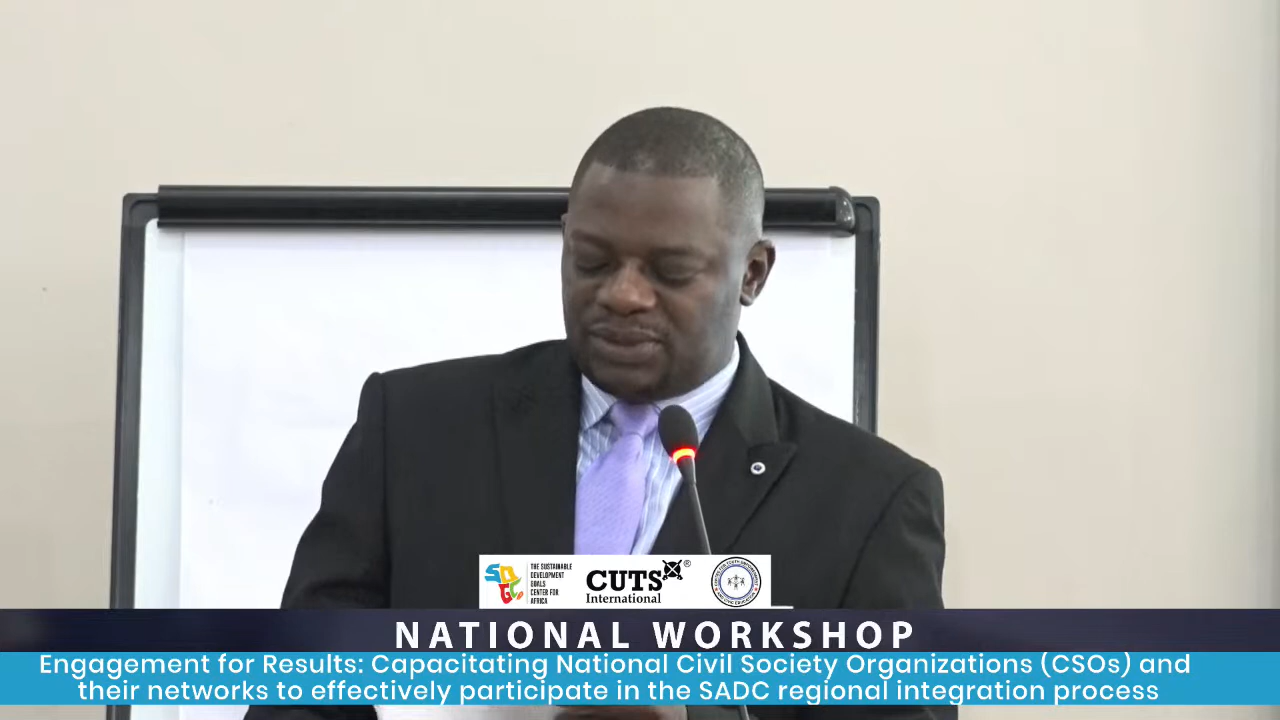 THE SUSTAINABLE
DEVELOPMENT
GOALS
CENTER FOR
AFRICA
CUTS®
International
NATIONAL WORKSHOP
Engagement for Results: Capacitating National Civil Society Organizations (CSOs) and
their networks to effectively participate in the SADC regional integration process